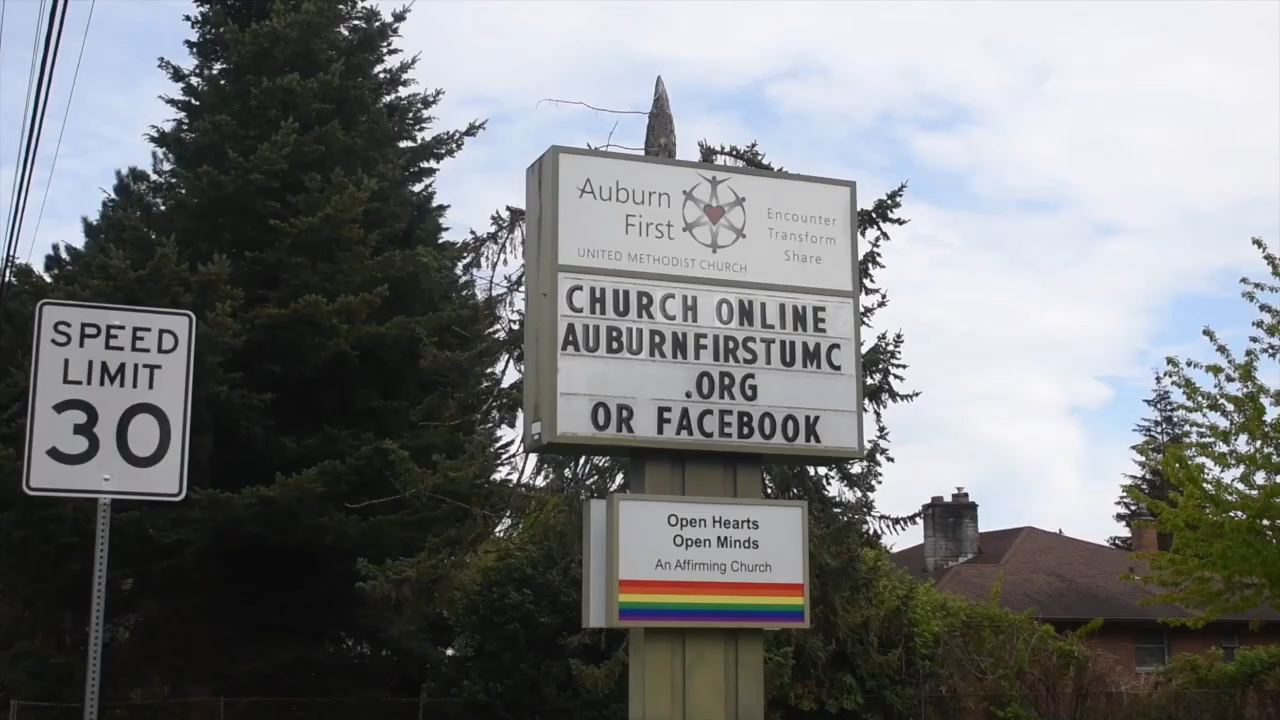 SPEED
LIMIT
30
Auburn
First
UNITED METHODIST CHURCH
Encounter
Transform
Share
CHURCH ONLINE
AUBURNFIRSTUMC
.ORG
OR FACEBOOK
Open Hearts
Open Minds
An Affirming Church